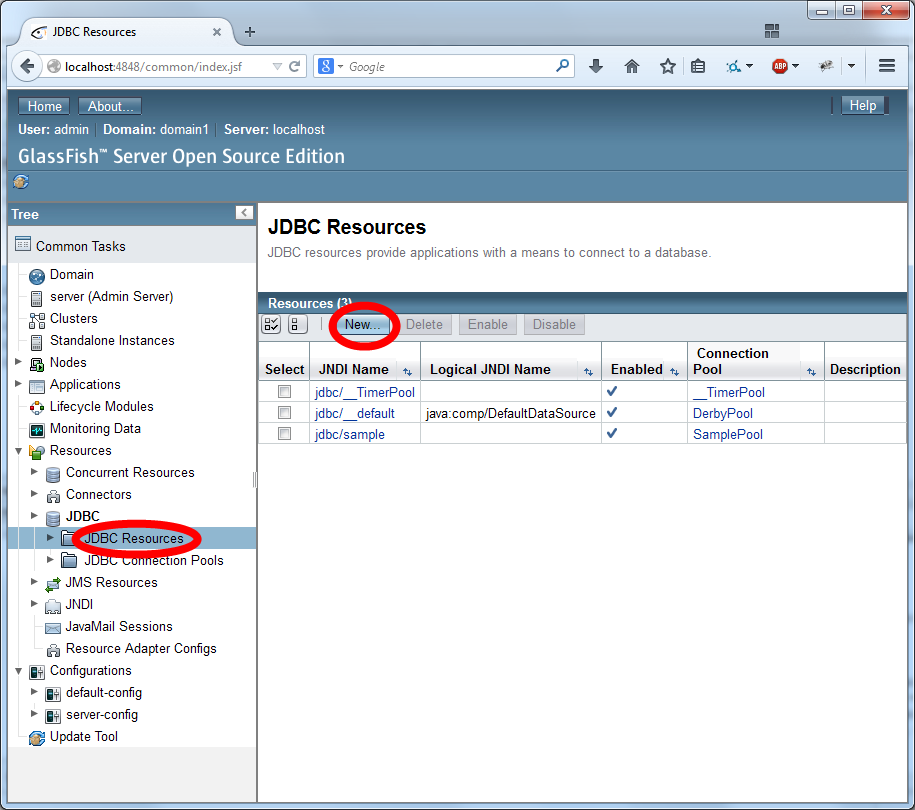 JDBC Resources
localhost:4848/common/index.jsf
8 Google
ABP
Home About... Help
User: admin Domain: domain1 Server: localhost
GlassFish™ Server Open Source Edition
Tree
Common Tasks
Domain
server (Admin Server)
Clusters
Standalone Instances
Nodes
Applications
Lifecycle Modules
Monitoring Data
Resources
Concurrent Resources
Connectors
JDBC
JDBC Resources
JDBC Connection Pools
JMS Resources
JNDI
JavaMail Sessions
Resource Adapter Configs
Configurations
default-config
server-config
Update Tool
JDBC Resources
JDBC resources provide applications with a means to connect to a database.
Resources (3)
New... Delete Enable Disable
Select JNDI Name Logical JNDI Name Enabled Connection Pool Description
jdbc/__TimerPool __TimerPool
jdbc/__default java:comp/DefaultDataSource DerbyPool
jdbc/sample SamplePool